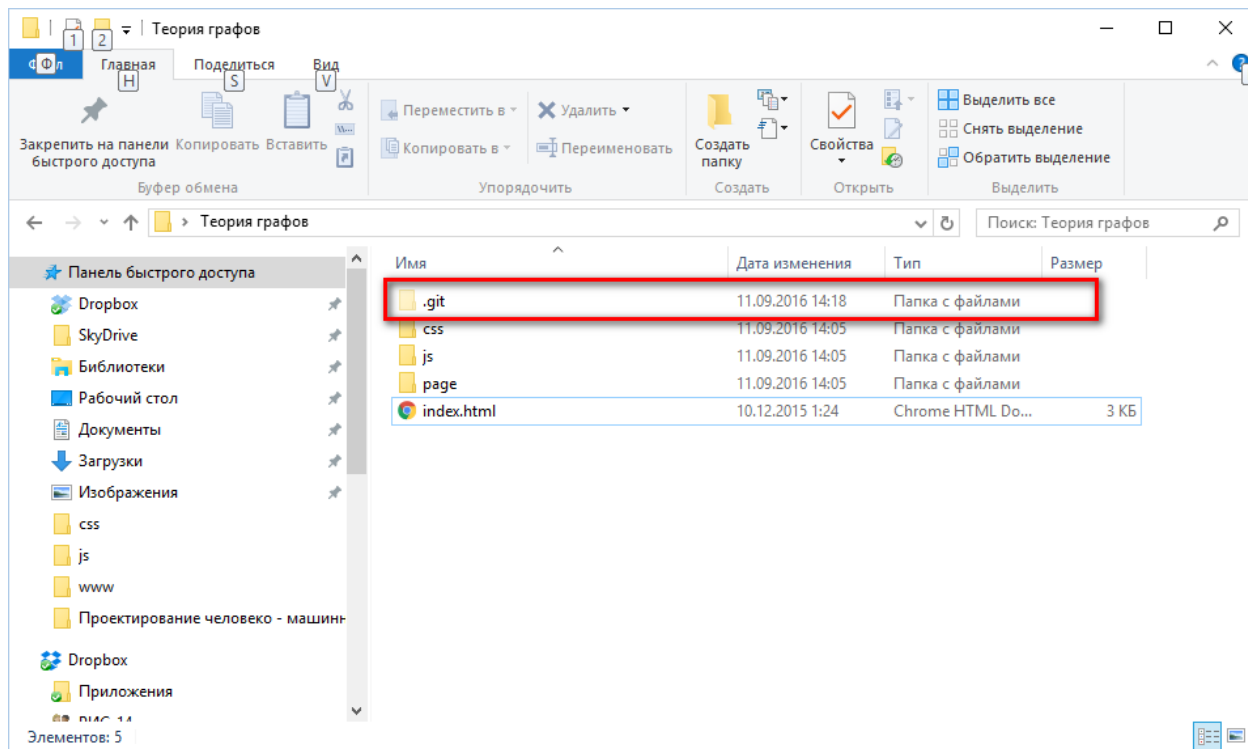 Теория графов
1 2
Ф л Главная Поделиться Вид
Ф H S V
Закрепить на панели быстрого доступа
Копировать
Вставить
Буфер обмена
Переместить в
Копировать в
Удалить
Переименовать
Упорядочить
Создать папку
Создать
Свойства
Открыть
Выделить все
Снять выделение
Обратить выделение
Выделить
Теория графов
Поиск: Теория графов
Панель быстрого доступа
Dropbox
SkyDrive
Библиотеки
Рабочий стол
Документы
Загрузки
Изображения
css
js
www
Проектирование человеко - машинн
Dropbox
Приложения
Имя Дата изменения Тип Размер
.git 11.09.2016 14:18 Папка с файлами
css 11.09.2016 14:05 Папка с файлами
js 11.09.2016 14:05 Папка с файлами
page 11.09.2016 14:05 Папка с файлами
index.html 10.12.2015 1:24 Chrome HTML Do... 3 КБ
Элементов: 5